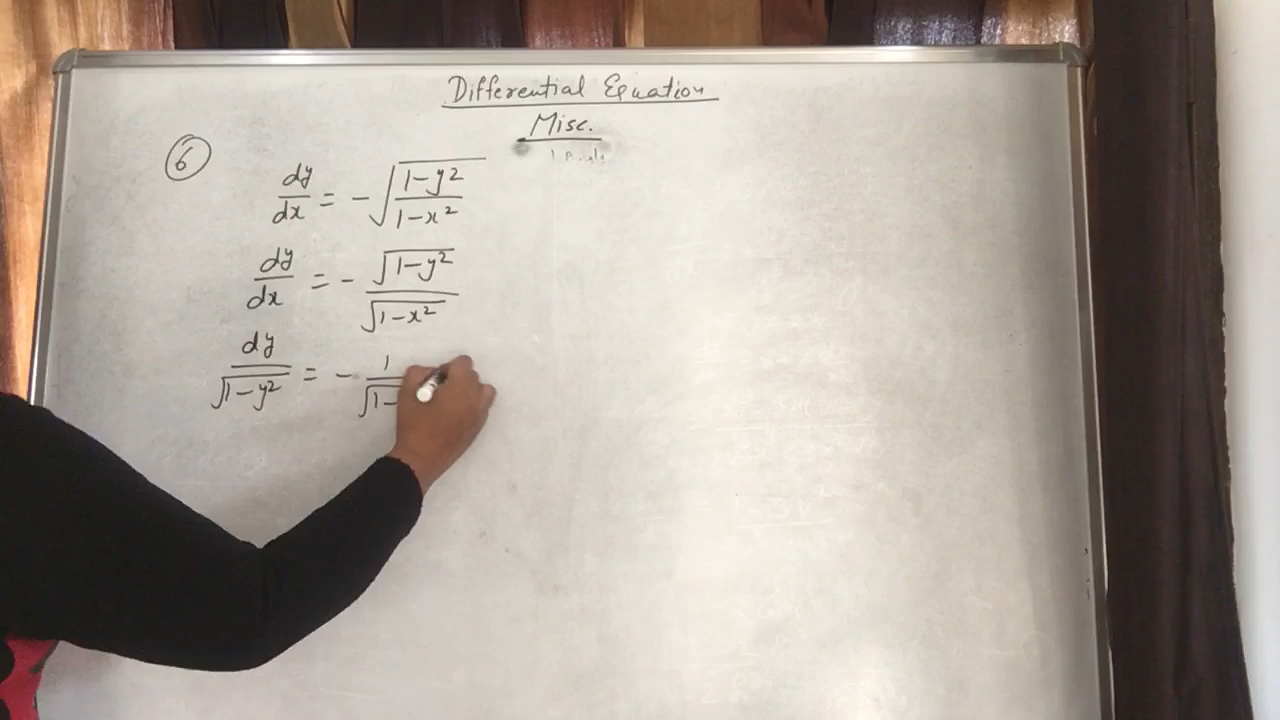 Differential Equation
Misc.
6
dy/dx = -√((1-y²)/(1-x²))
dy/dx = - √(1-y²)/√(1-x²)
dy/√(1-y²) = - 1/√(1-